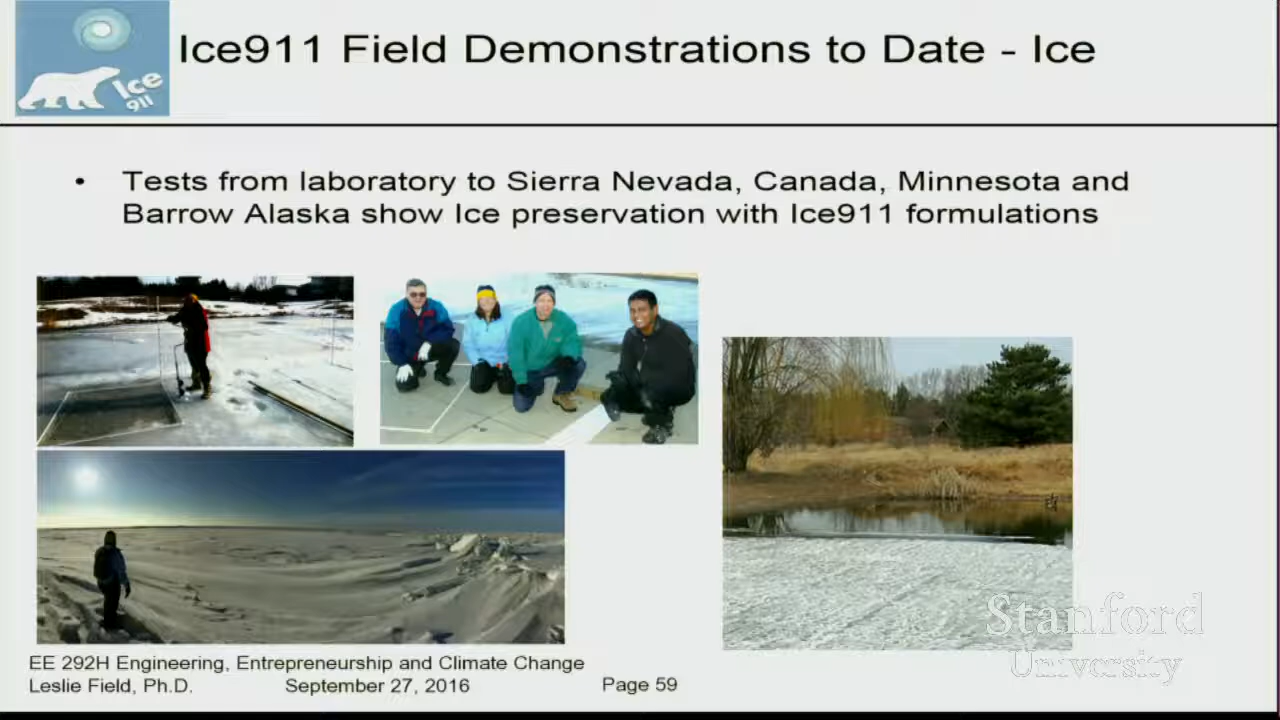 Ice911 Field Demonstrations to Date - Ice
Ice
911
• Tests from laboratory to Sierra Nevada, Canada, Minnesota and
Barrow Alaska show Ice preservation with Ice911 formulations
EE 292H Engineering, Entrepreneurship and Climate Change
Leslie Field, Ph.D. September 27, 2016 Page 59
Stanford
University